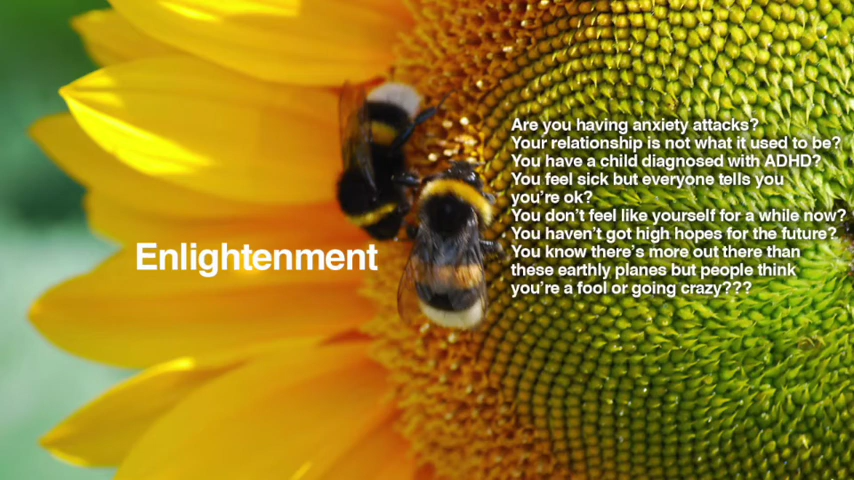 Enlightenment
Are you having anxiety attacks?
Your relationship is not what it used to be?
You have a child diagnosed with ADHD?
You feel sick but everyone tells you
you're ok?
You don't feel like yourself for a while now?
You haven't got high hopes for the future?
You know there's more out there than
these earthly planes but people think
you're a fool or going crazy???